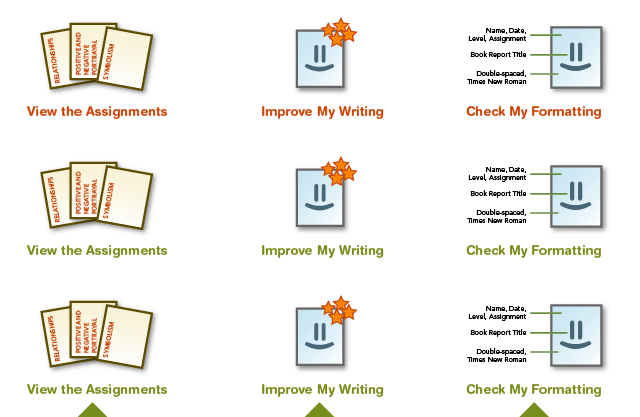 RELATIONSHIPS
POSITIVE AND
NEGATIVE
PORTRAYAL
SYMBOLISM
View the Assignments
Improve My Writing
Name, Date,
Level, Assignment
Book Report Title
Double-spaced,
Times New Roman
Check My Formatting
RELATIONSHIPS
POSITIVE AND
NEGATIVE
PORTRAYAL
SYMBOLISM
View the Assignments
Improve My Writing
Name, Date,
Level, Assignment
Book Report Title
Double-spaced,
Times New Roman
Check My Formatting
RELATIONSHIPS
POSITIVE AND
NEGATIVE
PORTRAYAL
SYMBOLISM
View the Assignments
Improve My Writing
Name, Date,
Level, Assignment
Book Report Title
Double-spaced,
Times New Roman
Check My Formatting